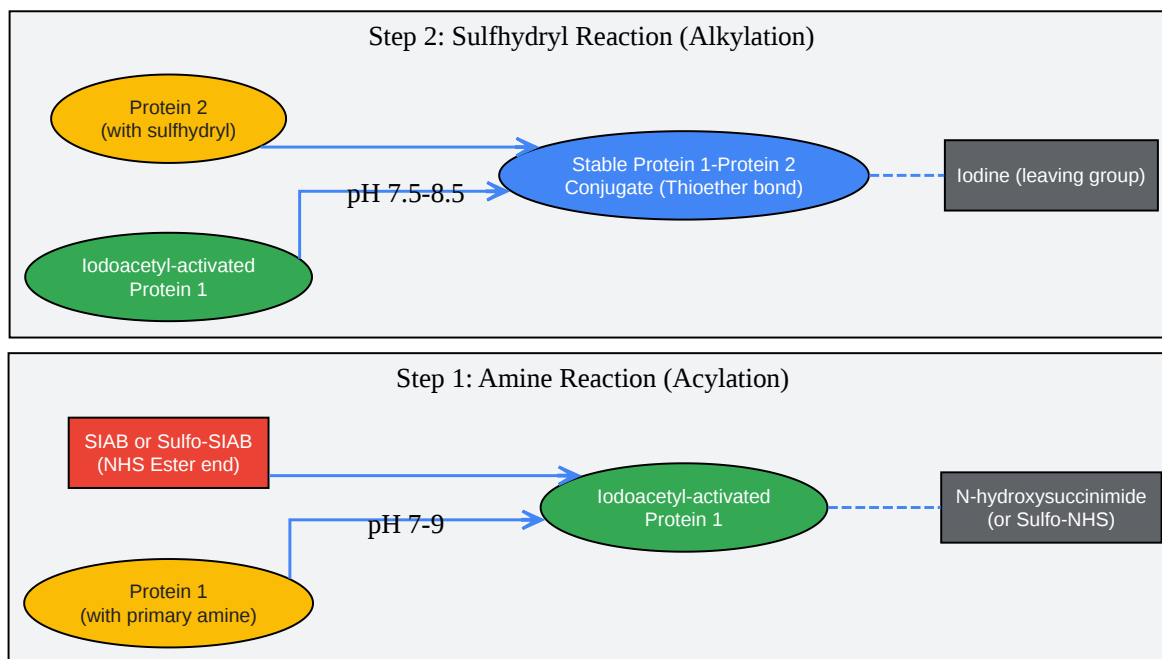 Step 2: Sulfhydryl Reaction (Alkylation)
Protein 2
(with sulfhydryl)
Stable Protein 1-Protein 2
Conjugate (Thioether bond)
Iodine (leaving group)
pH 7.5-8.5
Iodoacetyl-activated
Protein 1
Step 1: Amine Reaction (Acylation)
SIAB or Sulfo-SIAB
(NHS Ester end)
Iodoacetyl-activated
Protein 1
N-hydroxysuccinimide
(or Sulfo-NHS)
pH 7-9
Protein 1
(with primary amine)